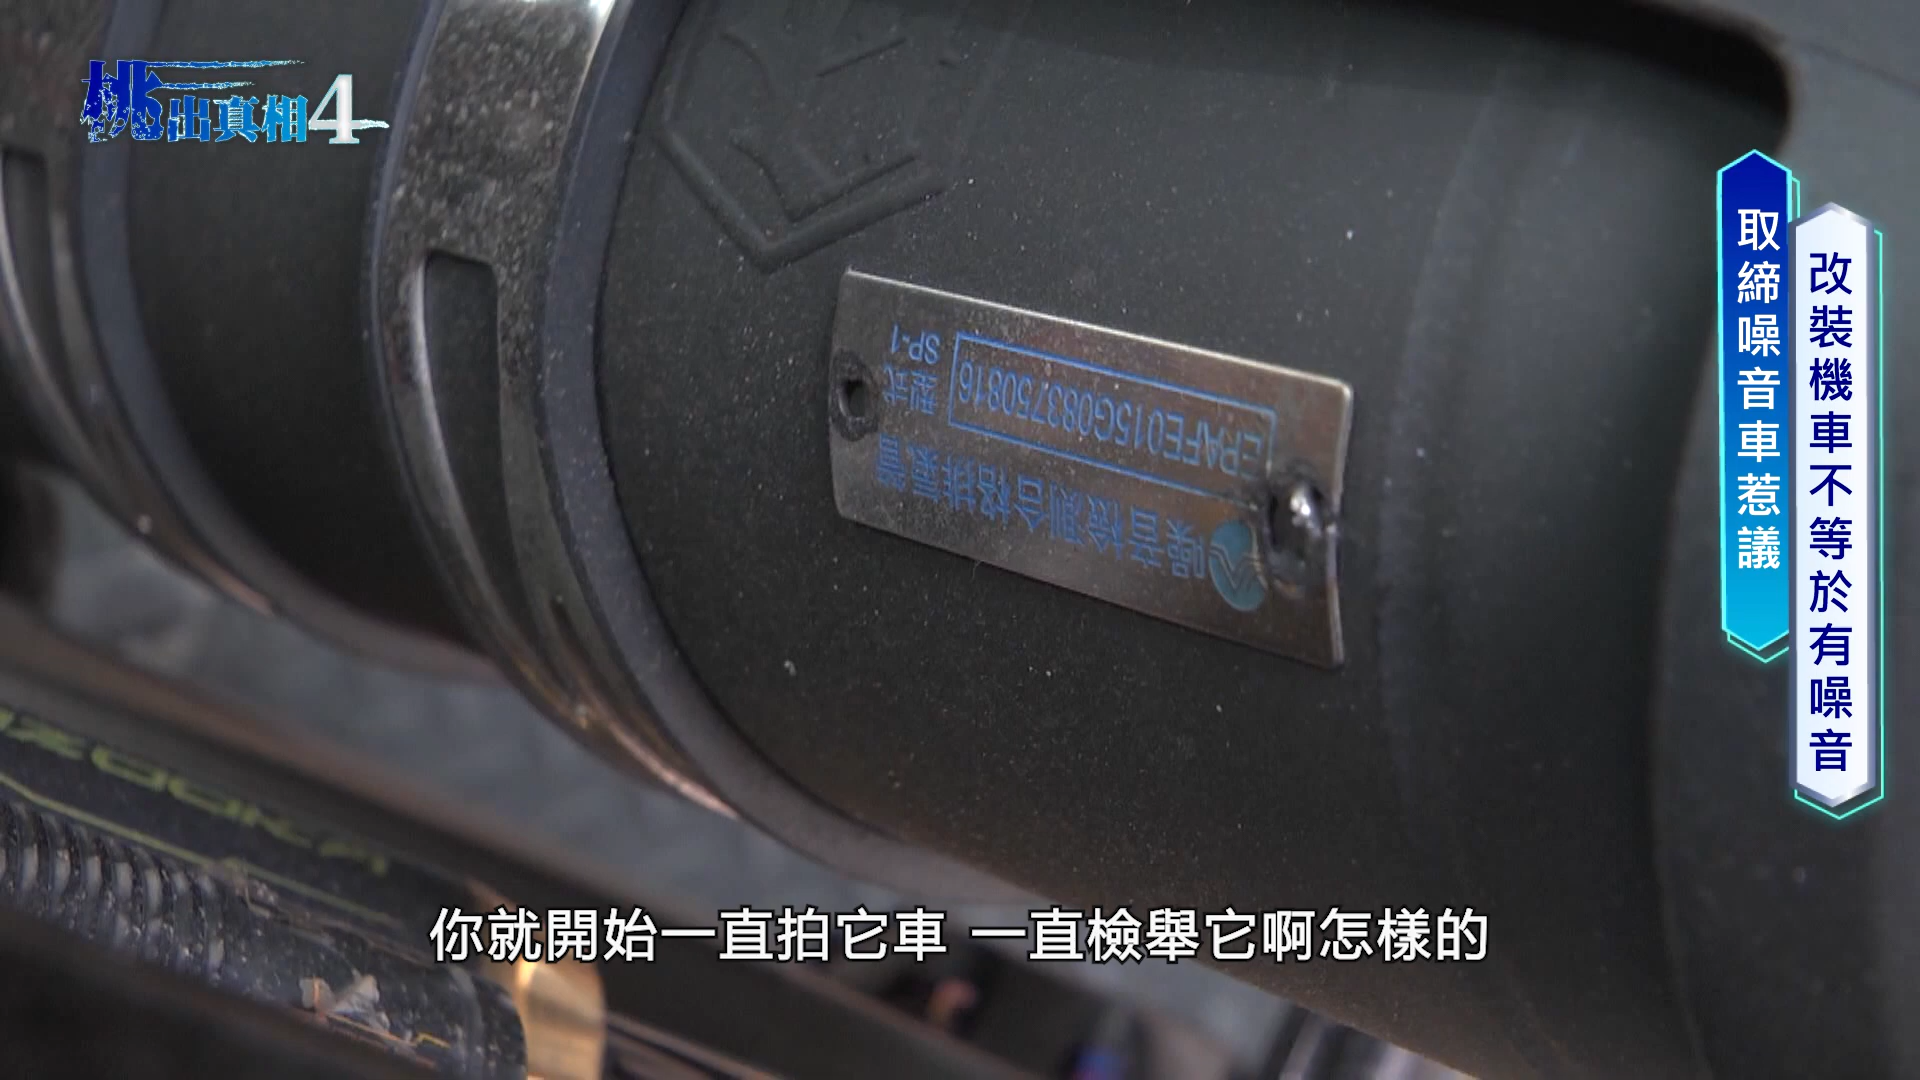 桃出真相4
取締噪音車惹議
改裝機車不等於有噪音
噪音檢測合格排氣管
EPAFE015G083750816
型式
SP-1
你就開始一直拍它車 一直檢舉它啊怎樣的